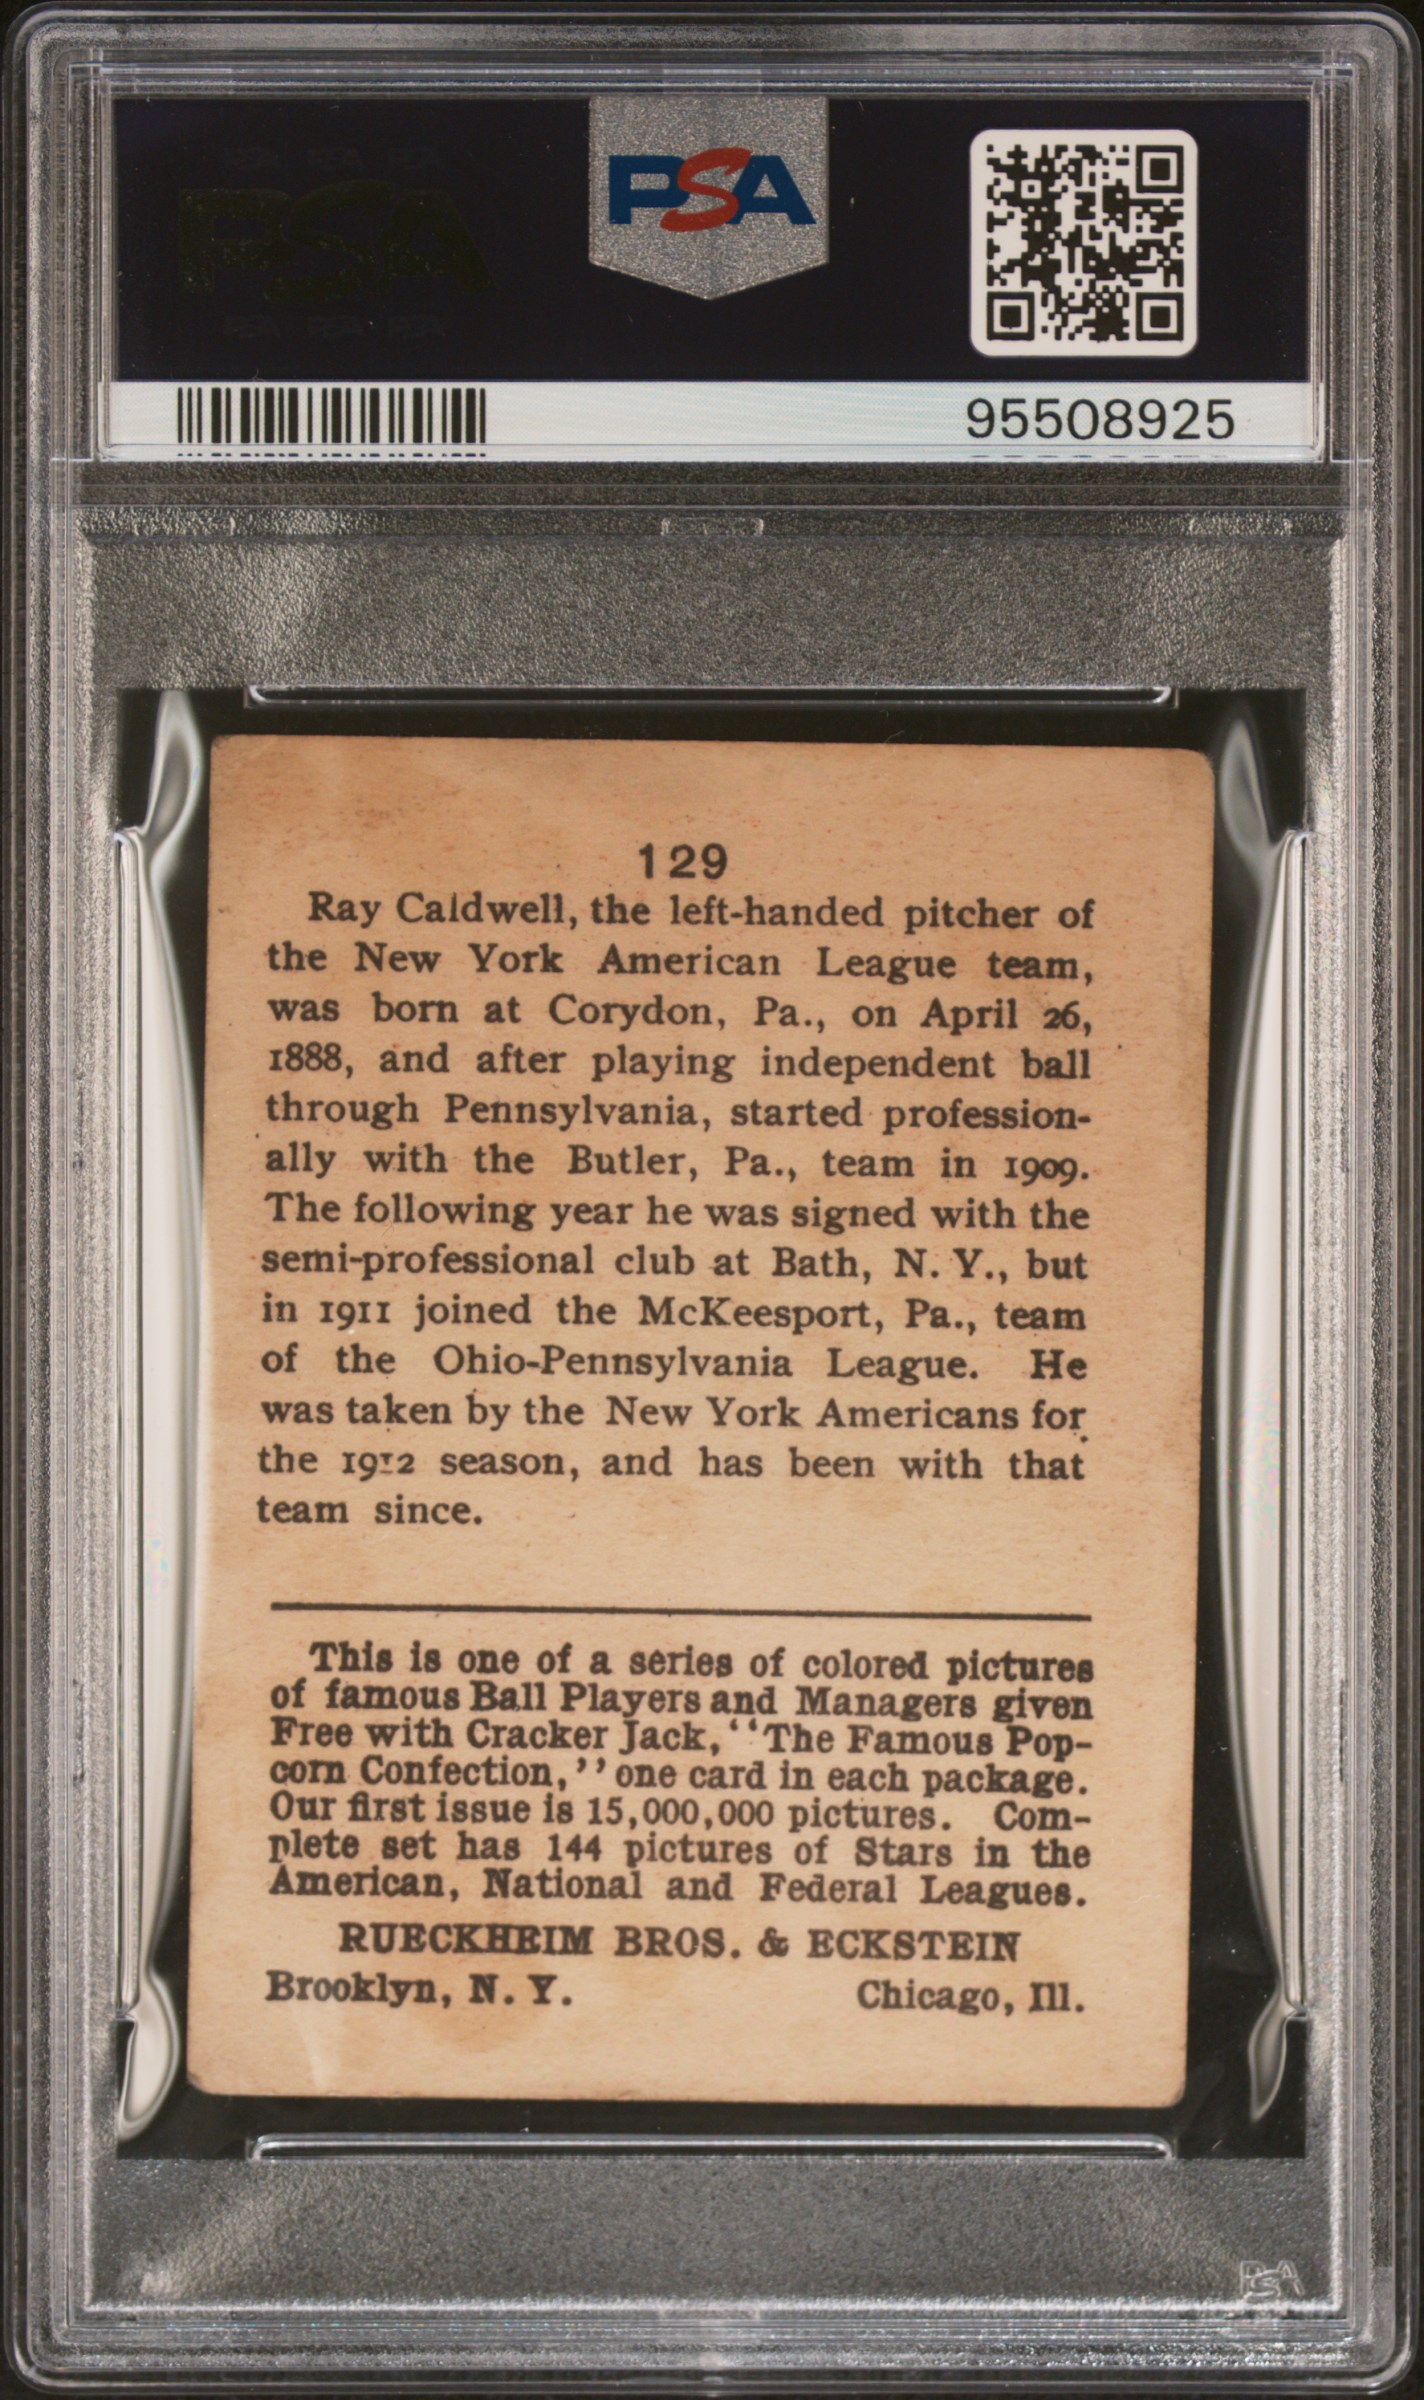 PSA
PSA
95508925
129
Ray Caldwell, the left-handed pitcher of
the New York American League team,
was born at Corydon, Pa., on April 26,
1888, and after playing independent ball
through Pennsylvania, started profession-
ally with the Butler, Pa., team in 1909.
The following year he was signed with the
semi-professional club at Bath, N. Y., but
in 1911 joined the McKeesport, Pa., team
of the Ohio-Pennsylvania League. He
was taken by the New York Americans for
the 1912 season, and has been with that
team since.
This is one of a series of colored pictures
of famous Ball Players and Managers given
Free with Cracker Jack, "The Famous Pop-
corn Confection," one card in each package.
Our first issue is 15,000,000 pictures. Com-
plete set has 144 pictures of Stars in the
American, National and Federal Leagues.
RUECKHEIM BROS. & ECKSTEIN
Brooklyn, N. Y. Chicago, Ill.
PSA